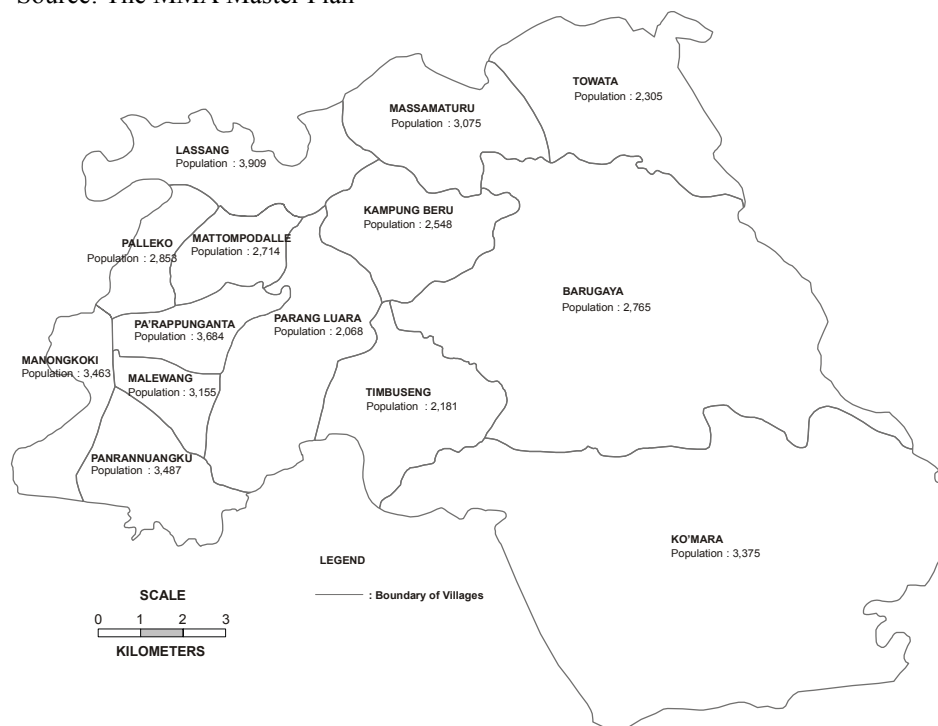 Source: The MMA Master Plan
TOWATA
Population : 2,305
MASSAMATURU
Population : 3,075
LASSANG
Population : 3,909
KAMPUNG BERU
Population : 2,548
PALLEKO
Population : 2,853
MATTOMPODALLE
Population : 2,714
BARUGAYA
Population : 2,765
PARANG LUARA
Population : 2,068
PA'RAPPUNGANTA
Population : 3,684
MANONGKOKI
Population : 3,463
MALEWANG
Population : 3,155
TIMBUSENG
Population : 2,181
PANRANNUANGKU
Population : 3,487
KO'MARA
Population : 3,375
LEGEND
: Boundary of Villages
SCALE
0 1 2 3
KILOMETERS